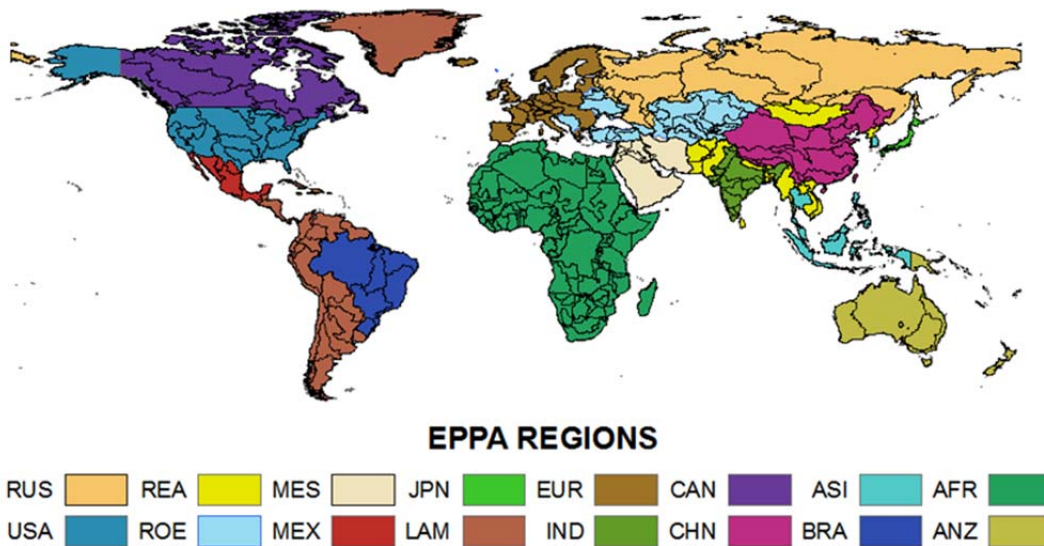 EPPA REGIONS
RUS REA MES JPN EUR CAN ASI AFR
USA ROE MEX LAM IND CHN BRA ANZ